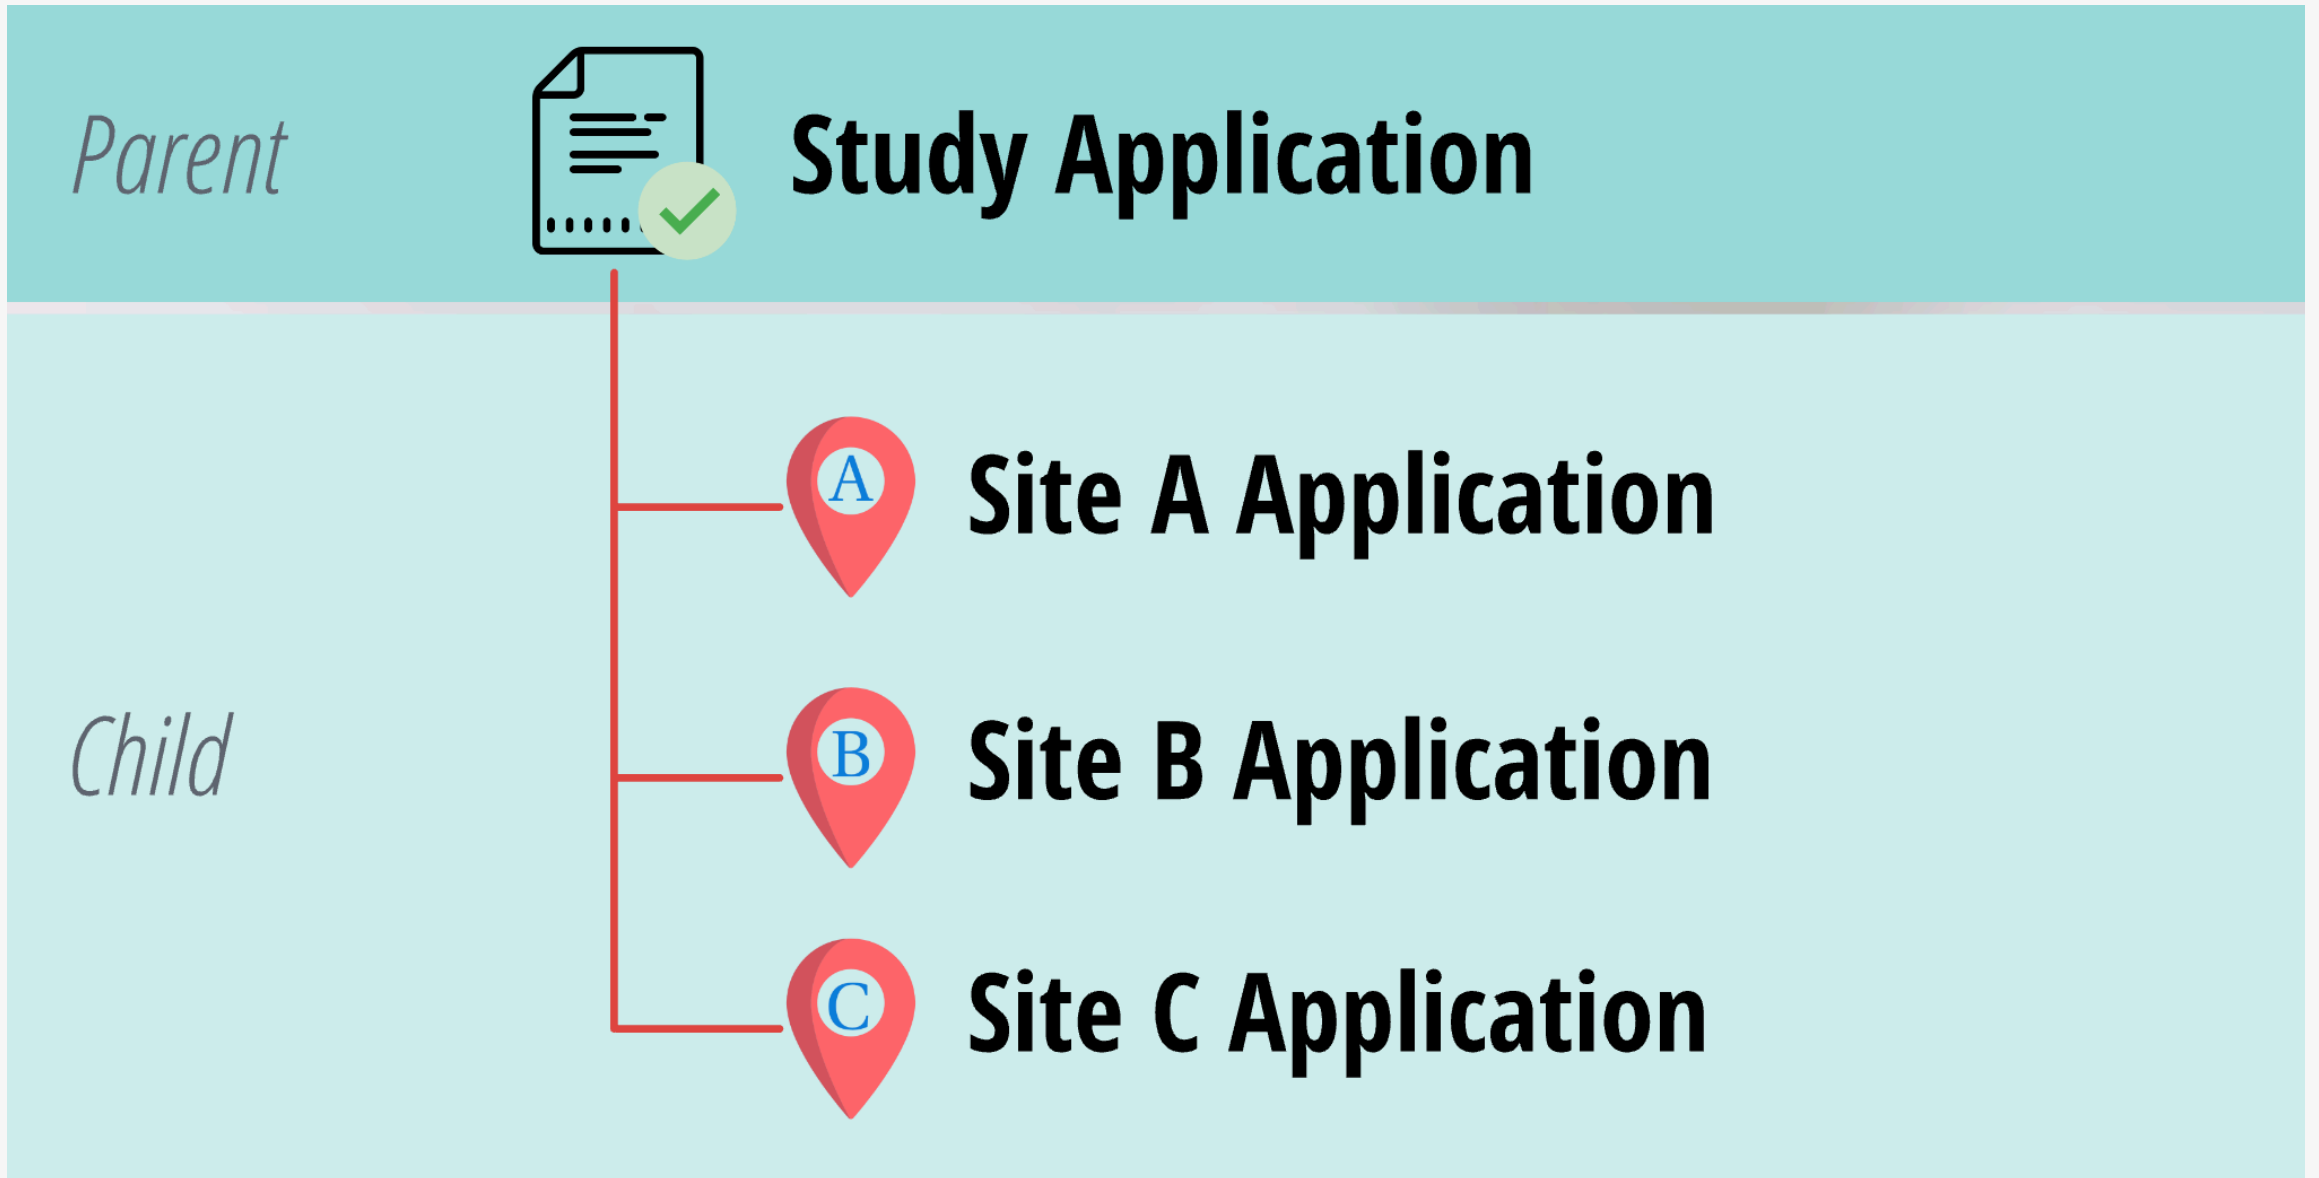 Parent
Study Application
A
Site A Application
Child
B
Site B Application
C
Site C Application